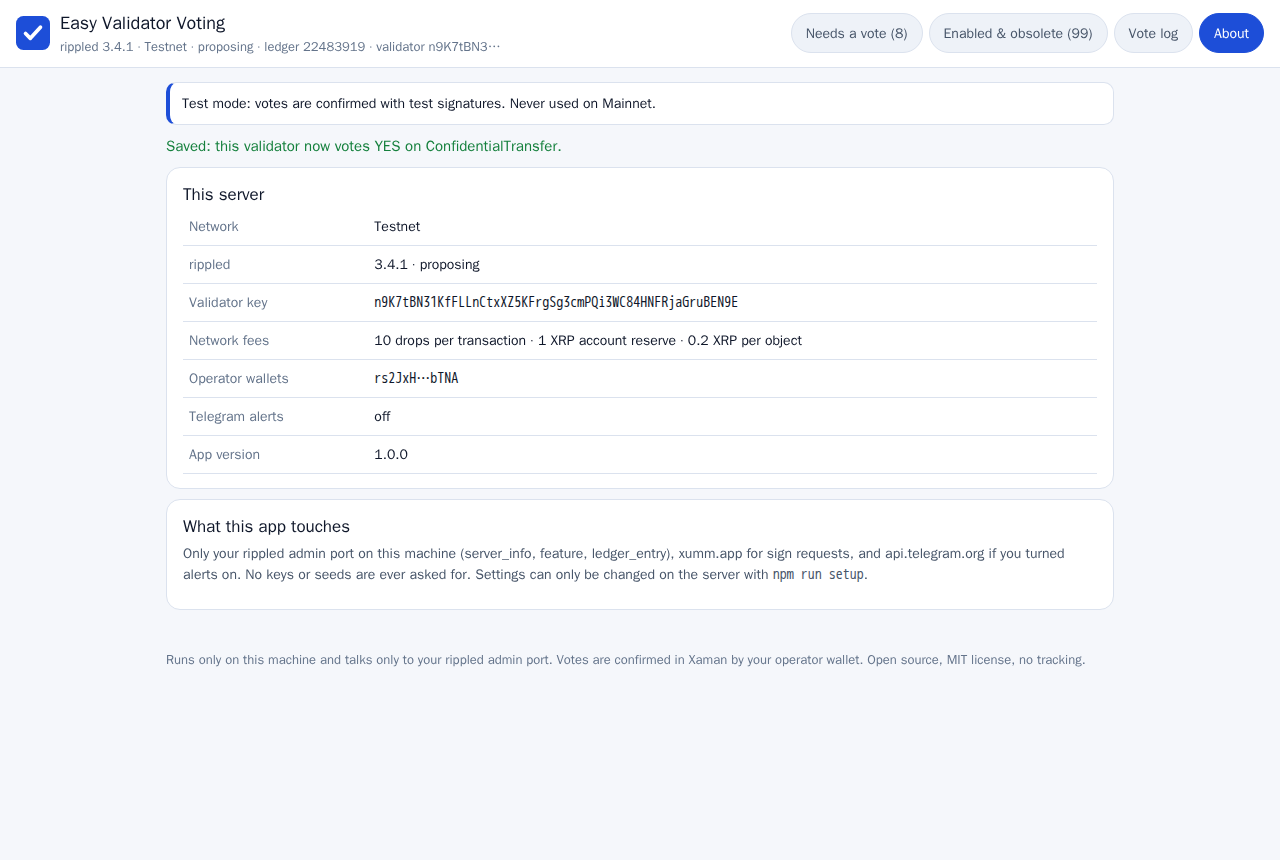 Easy Validator Voting
rippled 3.4.1 · Testnet · proposing · ledger 22483919 · validator n9K7tBN3···
Needs a vote (8)
Enabled & obsolete (99)
Vote log
About
Test mode: votes are confirmed with test signatures. Never used on Mainnet.
Saved: this validator now votes YES on ConfidentialTransfer.
This server
Network Testnet
rippled 3.4.1 · proposing
Validator key n9K7tBN31KfFLLnCtxXZ5KFrgSg3cmPQi3WC84HNFRjaGruBEN9E
Network fees 10 drops per transaction · 1 XRP account reserve · 0.2 XRP per object
Operator wallets rs2JxH···bTNA
Telegram alerts off
App version 1.0.0
What this app touches
Only your rippled admin port on this machine (server_info, feature, ledger_entry), xumm.app for sign requests, and api.telegram.org if you turned
alerts on. No keys or seeds are ever asked for. Settings can only be changed on the server with npm run setup.
Runs only on this machine and talks only to your rippled admin port. Votes are confirmed in Xaman by your operator wallet. Open source, MIT license, no tracking.